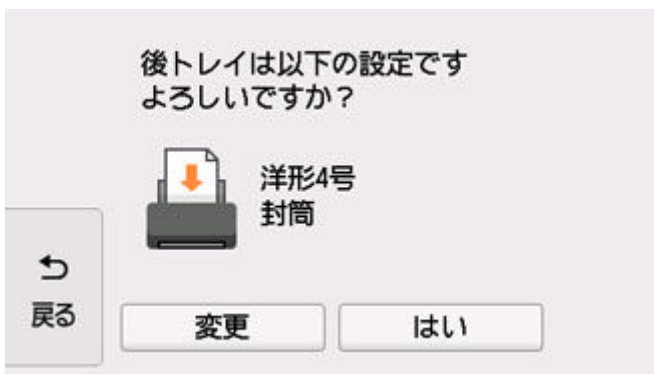 後トレイは以下の設定です
よろしいですか？
洋形4号
封筒
戻る
変更
はい